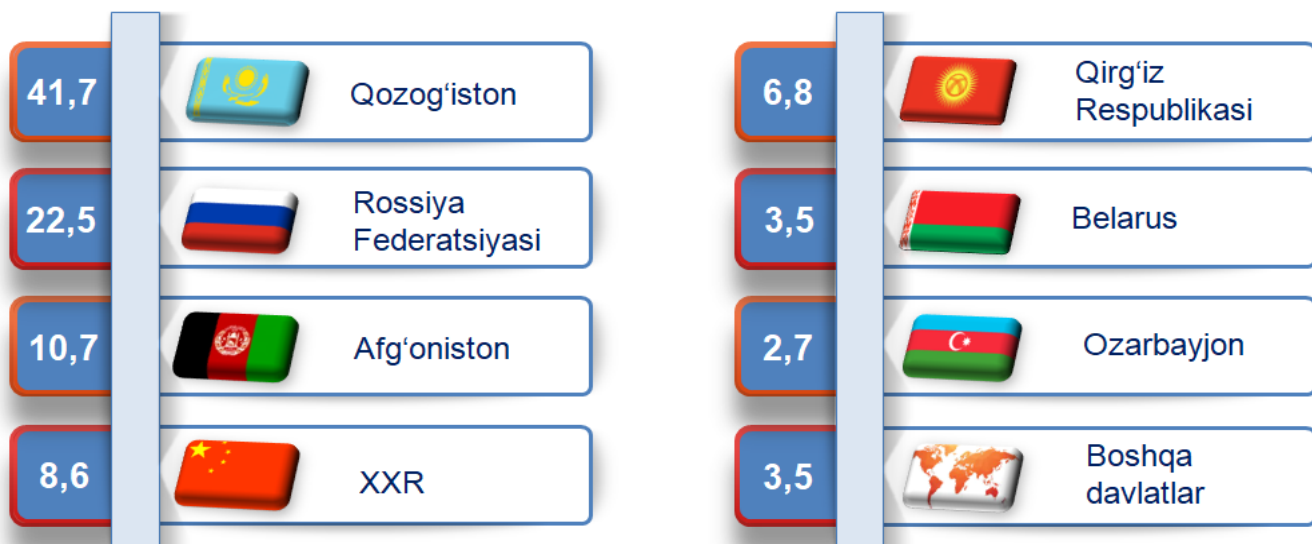 41,7
Qozog‘iston
22,5
Rossiya
Federatsiyasi
10,7
Afg‘oniston
8,6
XXR
6,8
Qirg‘iz
Respublikasi
3,5
Belarus
2,7
Ozarbayjon
3,5
Boshqa
davlatlar